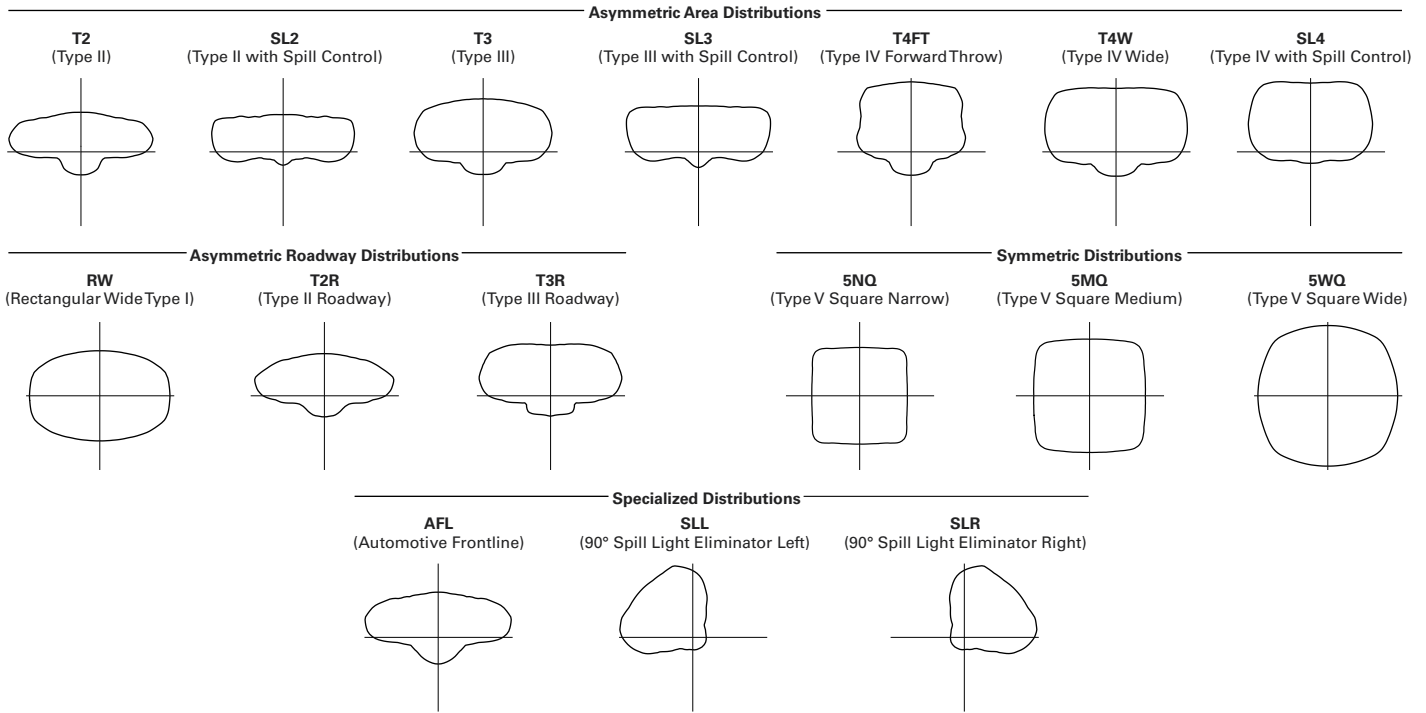 Asymmetric Area Distributions
T2
(Type II)
SL2
(Type II with Spill Control)
T3
(Type III)
SL3
(Type III with Spill Control)
T4FT
(Type IV Forward Throw)
T4W
(Type IV Wide)
SL4
(Type IV with Spill Control)
Asymmetric Roadway Distributions
RW
(Rectangular Wide Type I)
T2R
(Type II Roadway)
T3R
(Type III Roadway)
Symmetric Distributions
5NQ
(Type V Square Narrow)
5MQ
(Type V Square Medium)
5WQ
(Type V Square Wide)
Specialized Distributions
AFL
(Automotive Frontline)
SLL
(90° Spill Light Eliminator Left)
SLR
(90° Spill Light Eliminator Right)